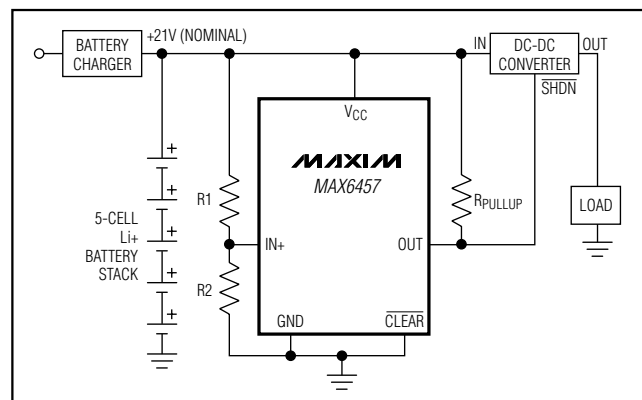 BATTERY
CHARGER
+21V (NOMINAL)
IN
DC-DC
CONVERTER
OUT
SHDN
VCC
MAXIM
MAX6457
R1
RPULLUP
LOAD
5-CELL
Li+
BATTERY
STACK
IN+
OUT
R2
GND
CLEAR
+
+
+
+
+